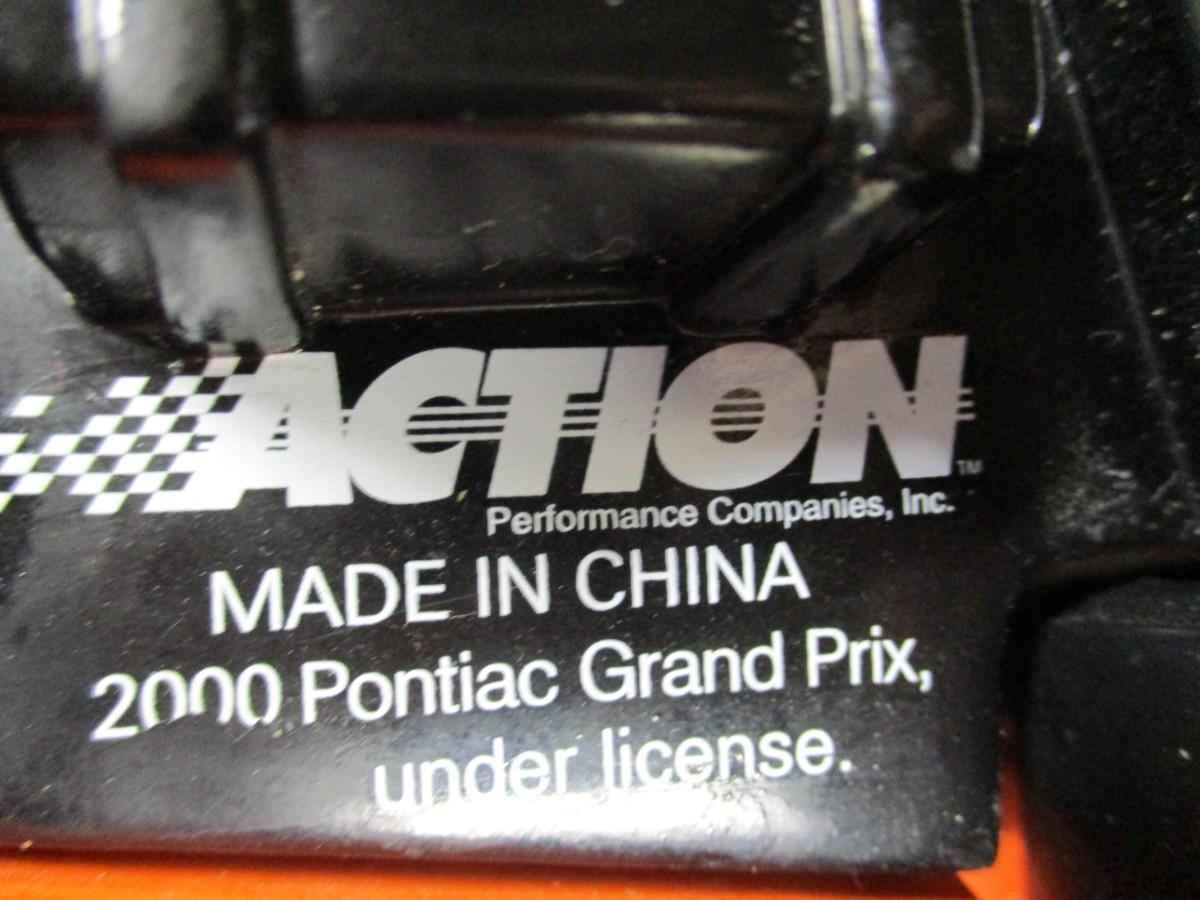 ACTION™
Performance Companies, Inc.
MADE IN CHINA
2000 Pontiac Grand Prix,
under license.